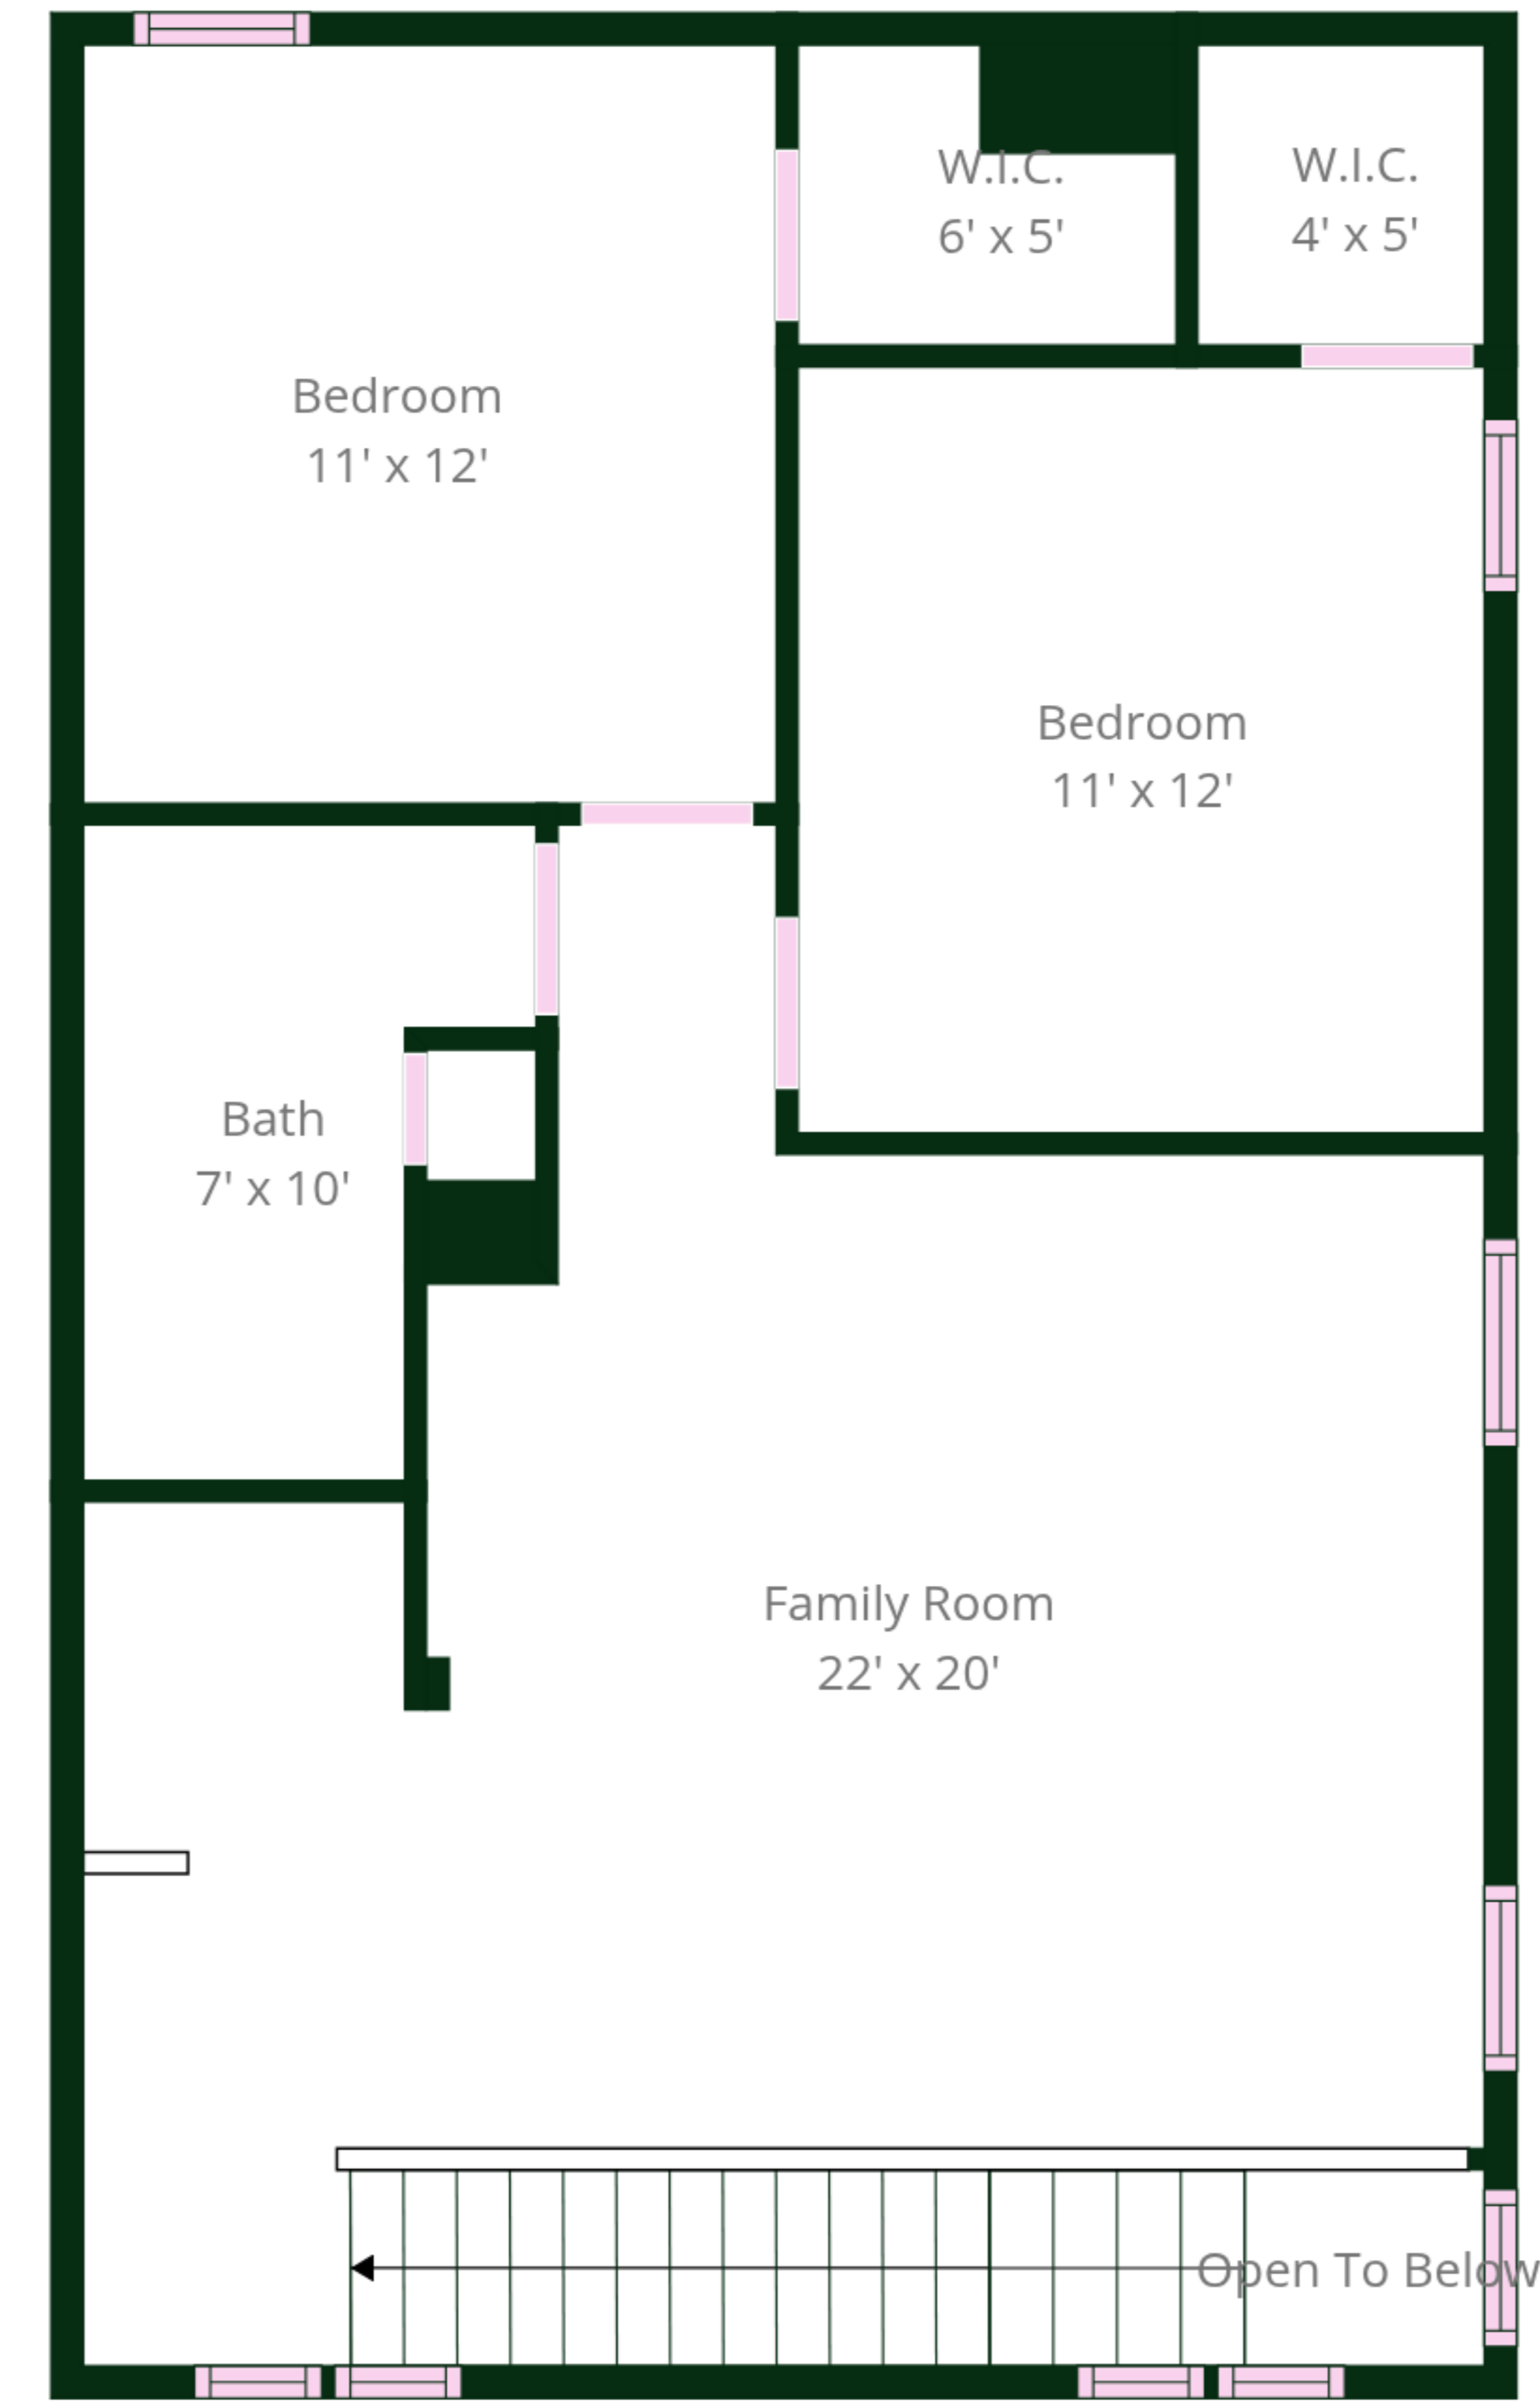 W.I.C.
6' x 5'
W.I.C.
4' x 5'
Bedroom
11' x 12'
Bedroom
11' x 12'
Bath
7' x 10'
Family Room
22' x 20'
Open To Below